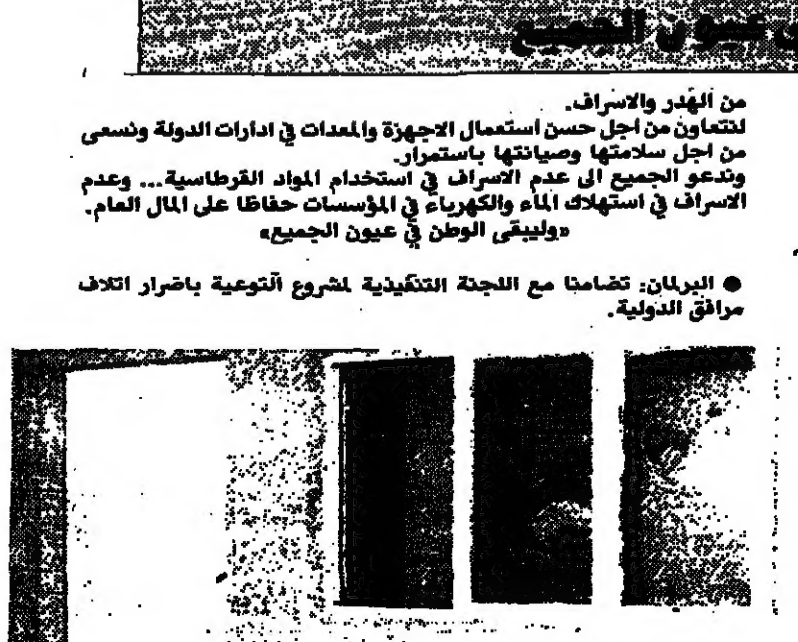 عيون الجميع
من الهدر والاسراف.
لنتعاون من اجل حسن استعمال الاجهزة والمعدات في ادارات الدولة ونسعى
من اجل سلامتها وصيانتها باستمرار.
وندعو الجميع الى عدم الاسراف في استخدام المواد القرطاسية... وعدم
الاسراف في استهلاك الماء والكهرباء في المؤسسات حفاظا على المال العام.
«وليبقى الوطن في عيون الجميع»
● البرلمان: تضامنا مع اللجنة التنفيذية لمشروع التوعية باضرار اتلاف
مرافق الدولية.